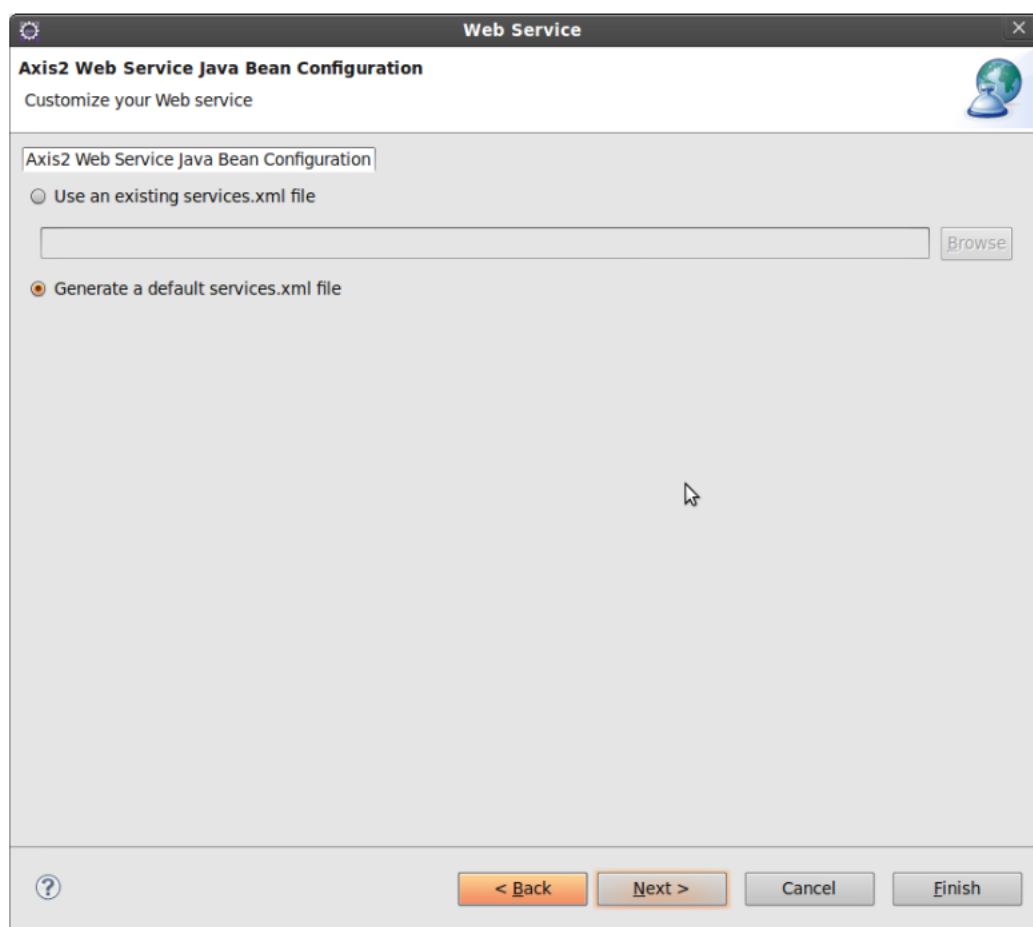 Web Service
Axis2 Web Service Java Bean Configuration
Customize your Web service
Axis2 Web Service Java Bean Configuration
Use an existing services.xml file
Browse
Generate a default services.xml file
? < Back Next > Cancel Finish